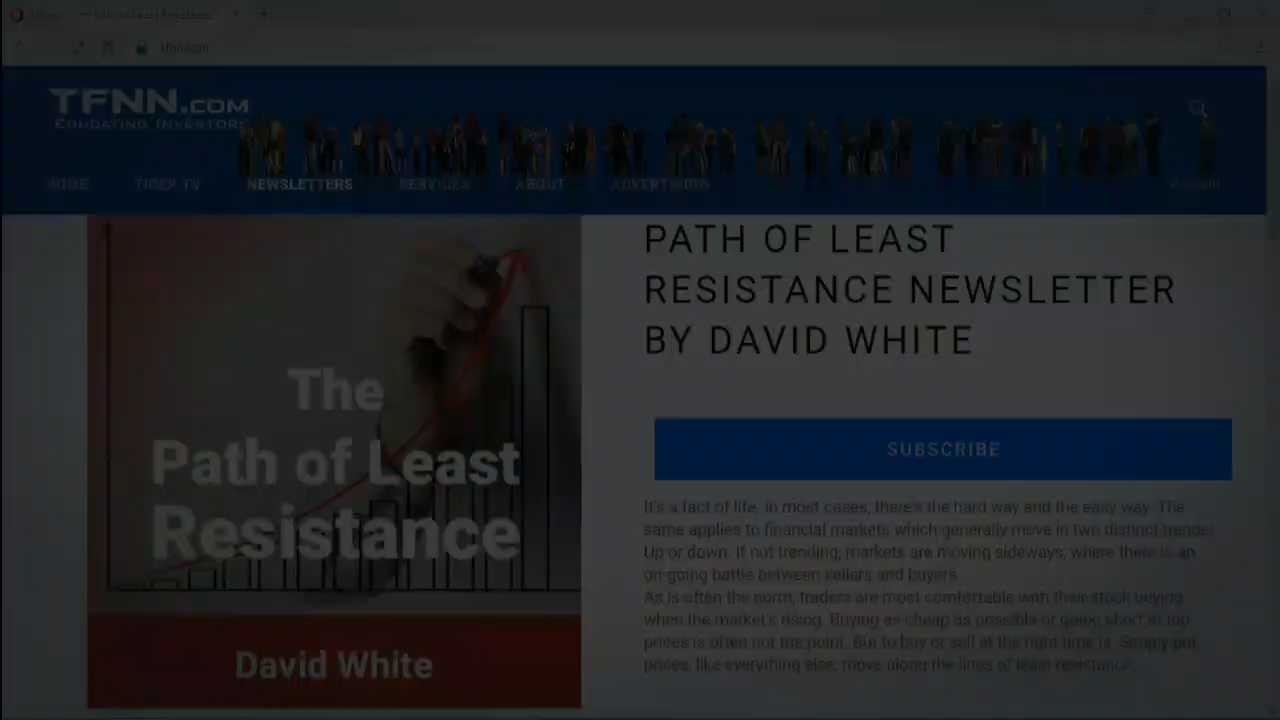 Path of Least Resistance
tfnn.com
TFNN.COM
EDUCATING INVESTORS
HOME TIGER TV NEWSLETTERS SERVICES ABOUT ADVERTISING
PATH OF LEAST
RESISTANCE NEWSLETTER
BY DAVID WHITE
The
Path of Least
Resistance
David White
SUBSCRIBE
It's a fact of life. In most cases, there's the hard way and the easy way. The
same applies to financial markets which generally move in two distinct trends:
Up or down. If not trending, markets are moving sideways, where there is an
on-going battle between sellers and buyers.
As is often the norm, traders are most comfortable with their stock buying
when the market's rising. Buying as cheap as possible or going short at top
prices is often not the point. But to buy or sell at the right time is. Simply put,
prices, like everything else, move along the lines of least resistance.